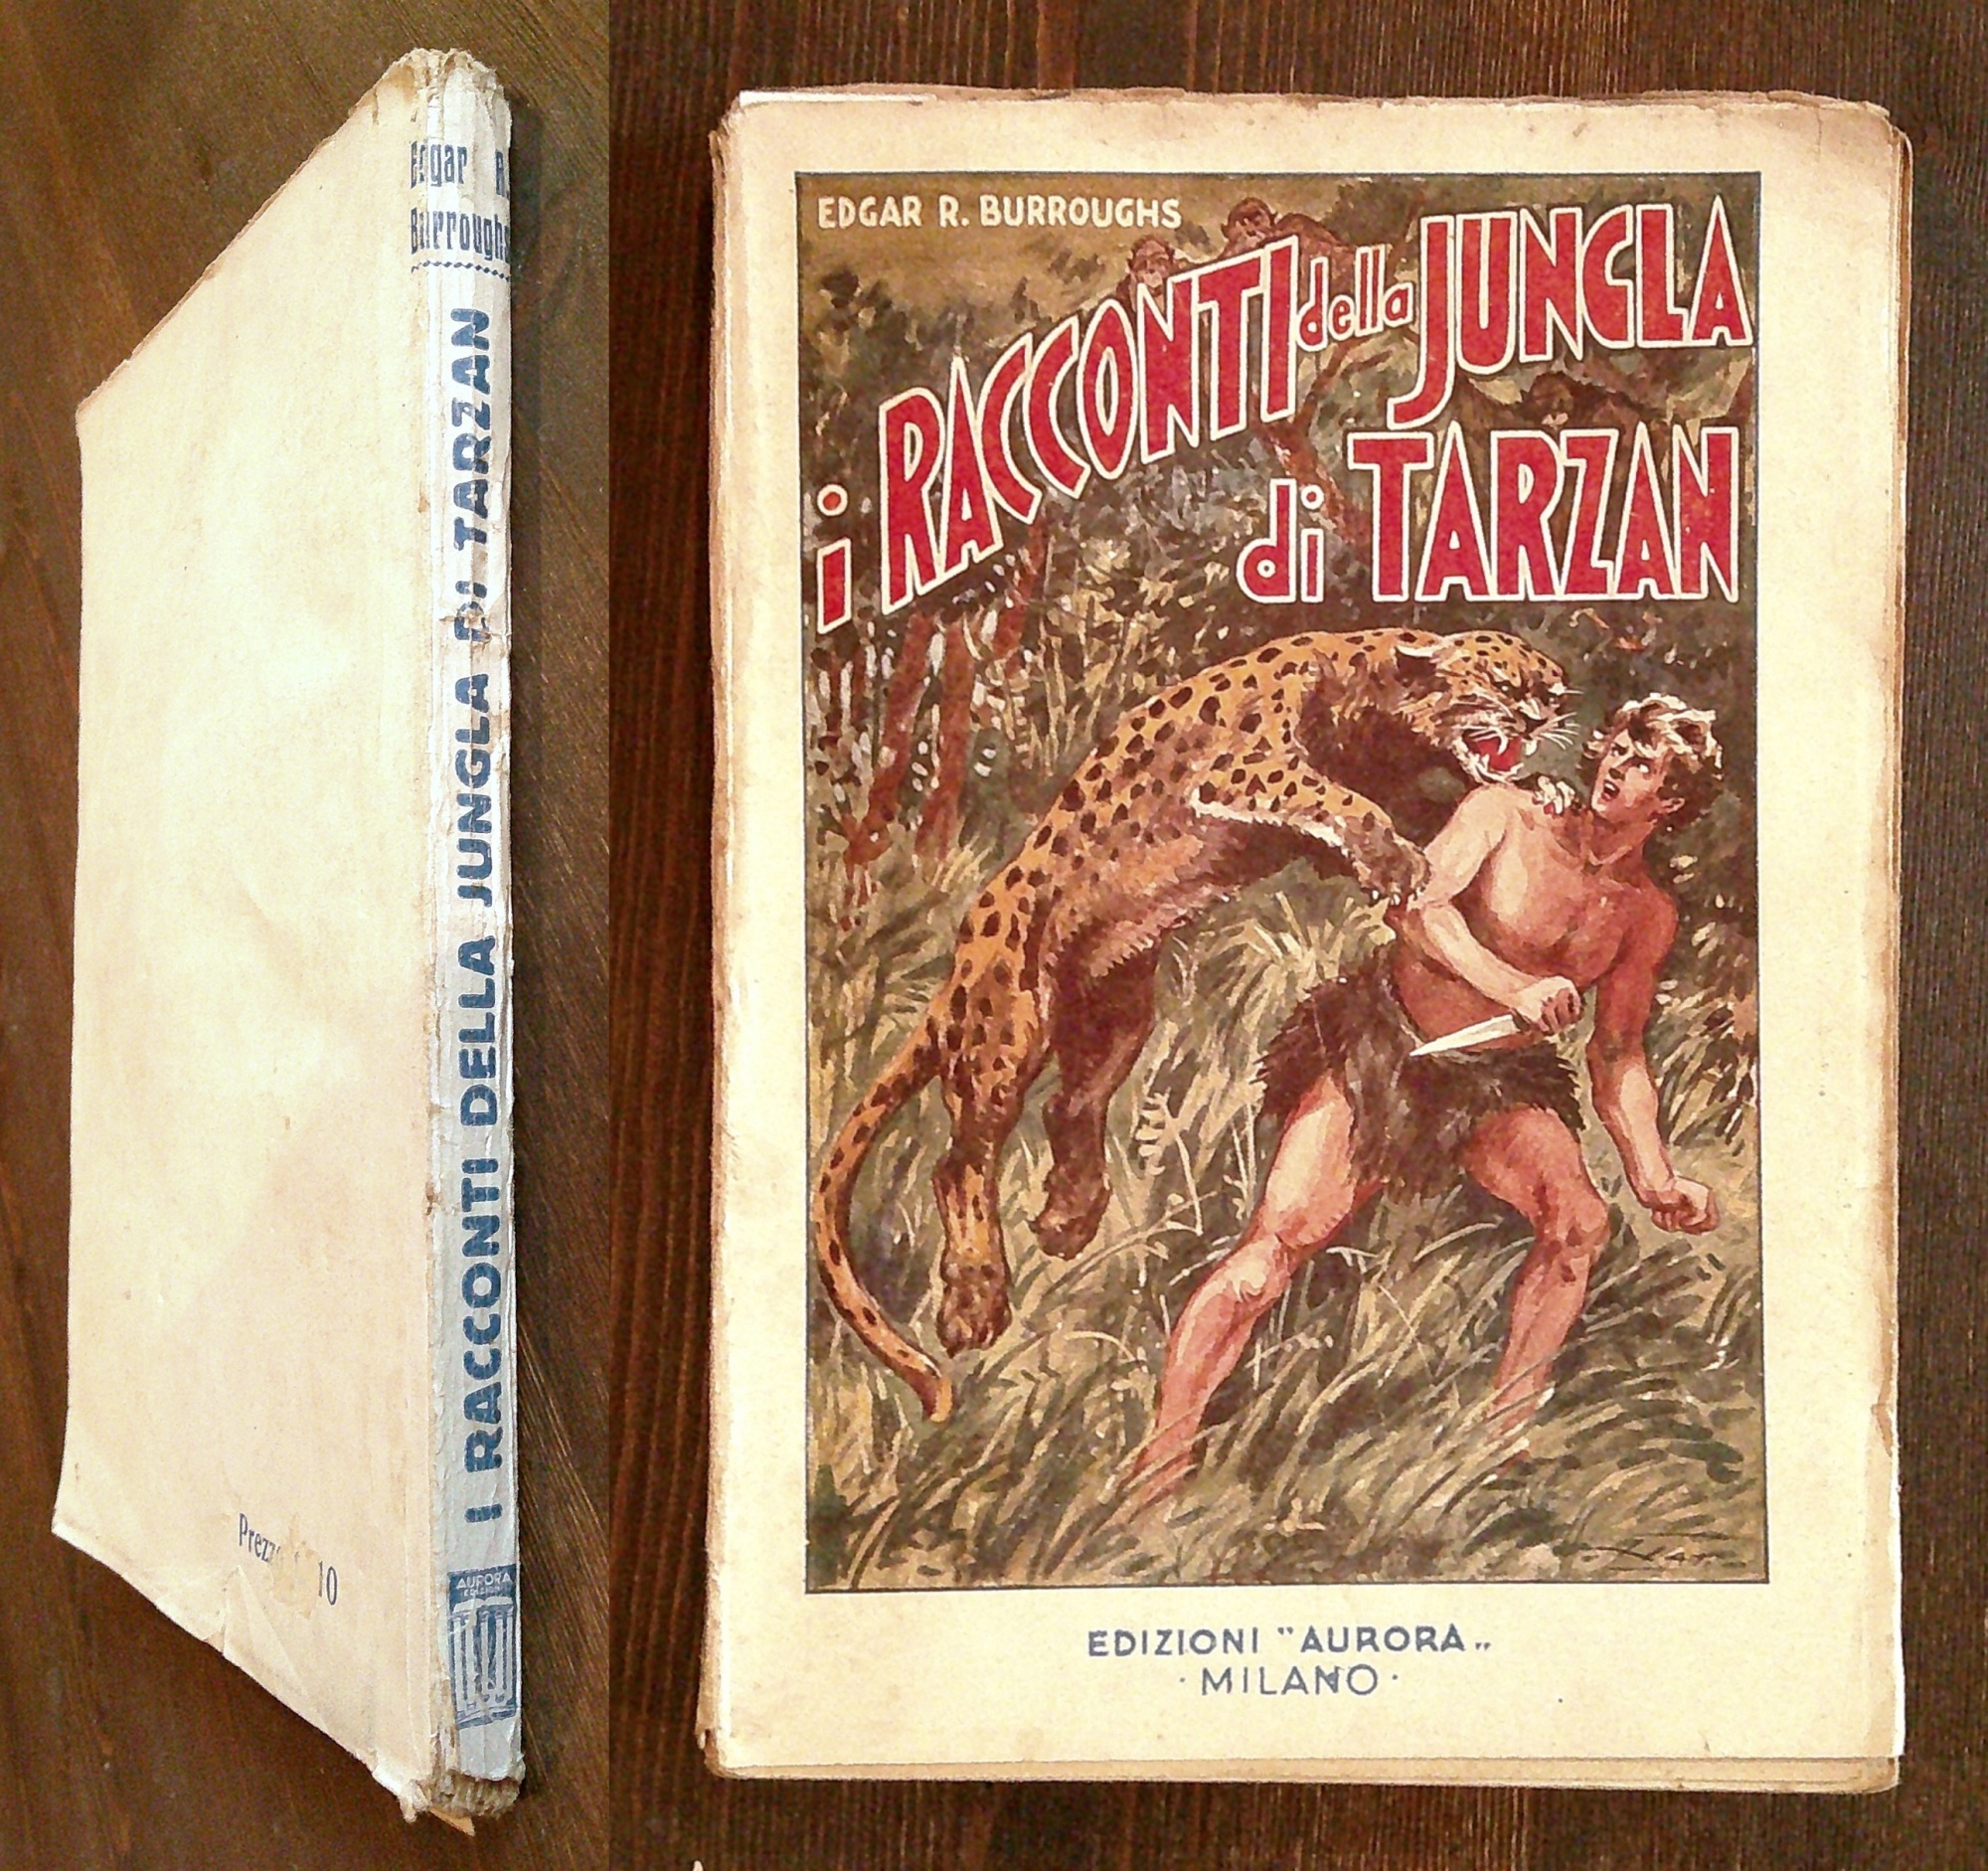 Edgar R.
Burroughs
I RACCONTI DELLA JUNGLA DI TARZAN
AURORA
EDIZIONI
10
EDGAR R. BURROUGHS
i RACCONTI della JUNGLA
di TARZAN
EDIZIONI "AURORA"
· MILANO ·